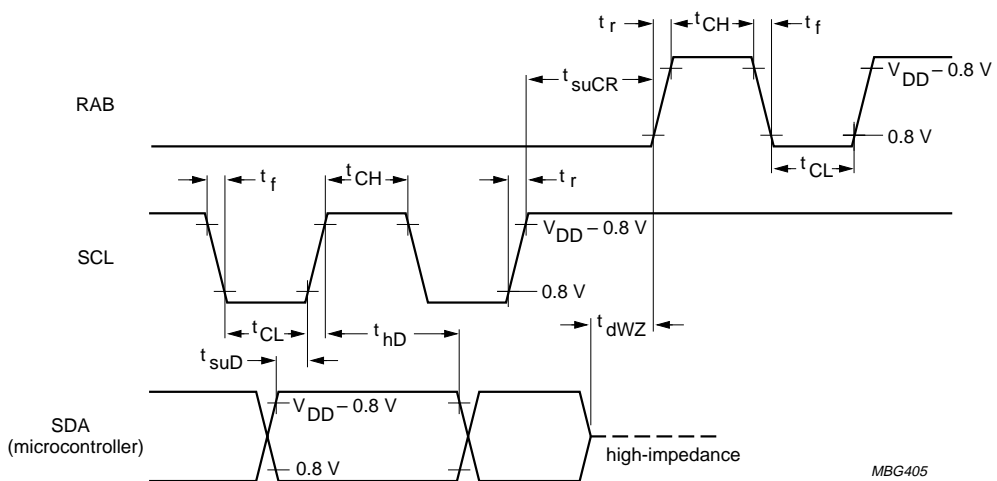 t r t CH t f
t suCR
V DD – 0.8 V
RAB
0.8 V
t f t CH t r t CL
V DD – 0.8 V
SCL
0.8 V
t CL t hD t dWZ
t suD
V DD – 0.8 V
SDA
(microcontroller)
high-impedance
0.8 V
MBG405